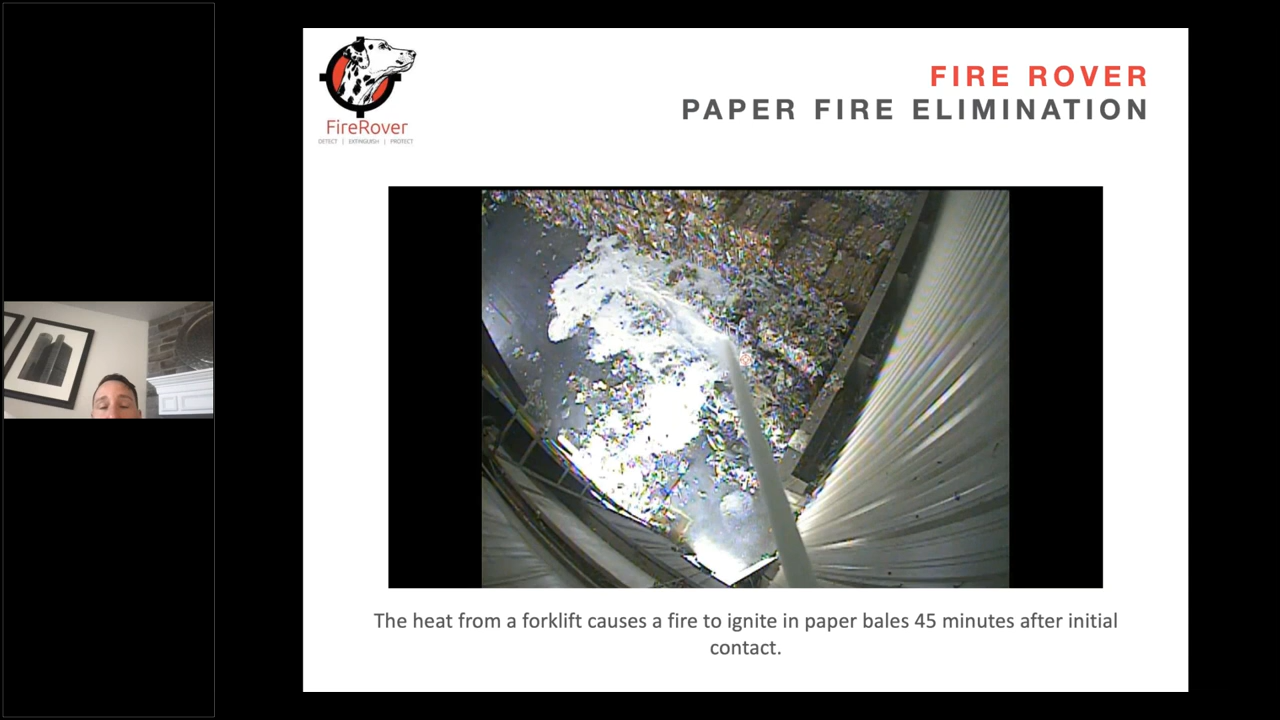 FIRE ROVER
PAPER FIRE ELIMINATION
FireRover
DETECT | EXTINGUISH | PROTECT
The heat from a forklift causes a fire to ignite in paper bales 45 minutes after initial
contact.